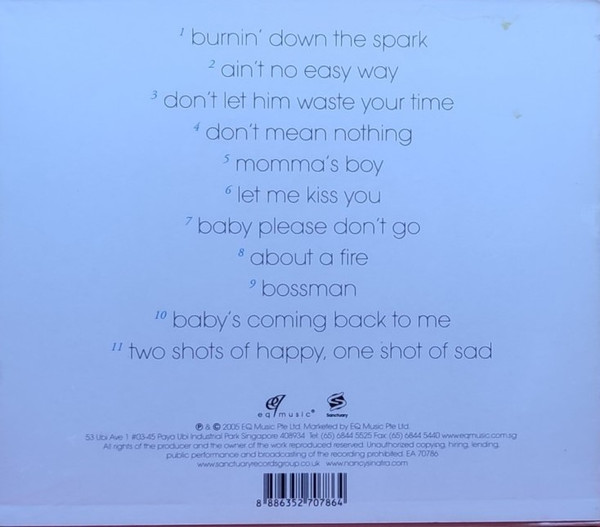 1 burnin' down the spark
2 ain't no easy way
3 don't let him waste your time
4 don't mean nothing
5 momma's boy
6 let me kiss you
7 baby please don't go
8 about a fire
9 bossman
10 baby's coming back to me
11 two shots of happy, one shot of sad
eq music®
Sanctuary
℗ & © 2005 EQ Music Pte Ltd. Marketed by EQ Music Pte Ltd.
53 Ubi Ave 1 #03-45 Paya Ubi Industrial Park Singapore 408934 Tel: (65) 6844 5525 Fax: (65) 6844 5440 www.eqmusic.com.sg
All rights of the producer and the owner of the work reproduced reserved. Unauthorized copying, hiring, lending,
public performance and broadcasting of the recording prohibited. EA 70786
www.sanctuaryrecordsgroup.co.uk www.nancysinatra.com
8 886352 707864